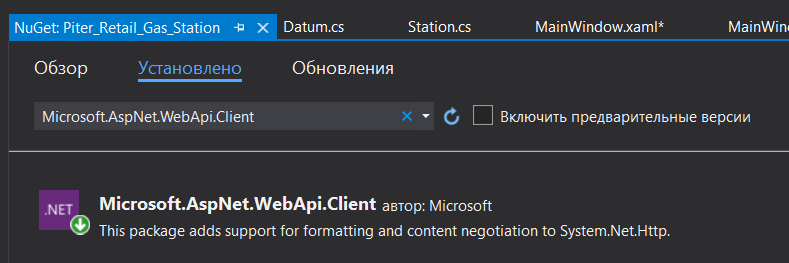 NuGet: Piter_Retail_Gas_Station
Datum.cs
Station.cs
MainWindow.xaml*
MainWin
Обзор
Установлено
Обновления
Microsoft.AspNet.WebApi.Client
Включить предварительные версии
.NET
Microsoft.AspNet.WebApi.Client автор: Microsoft
This package adds support for formatting and content negotiation to System.Net.Http.